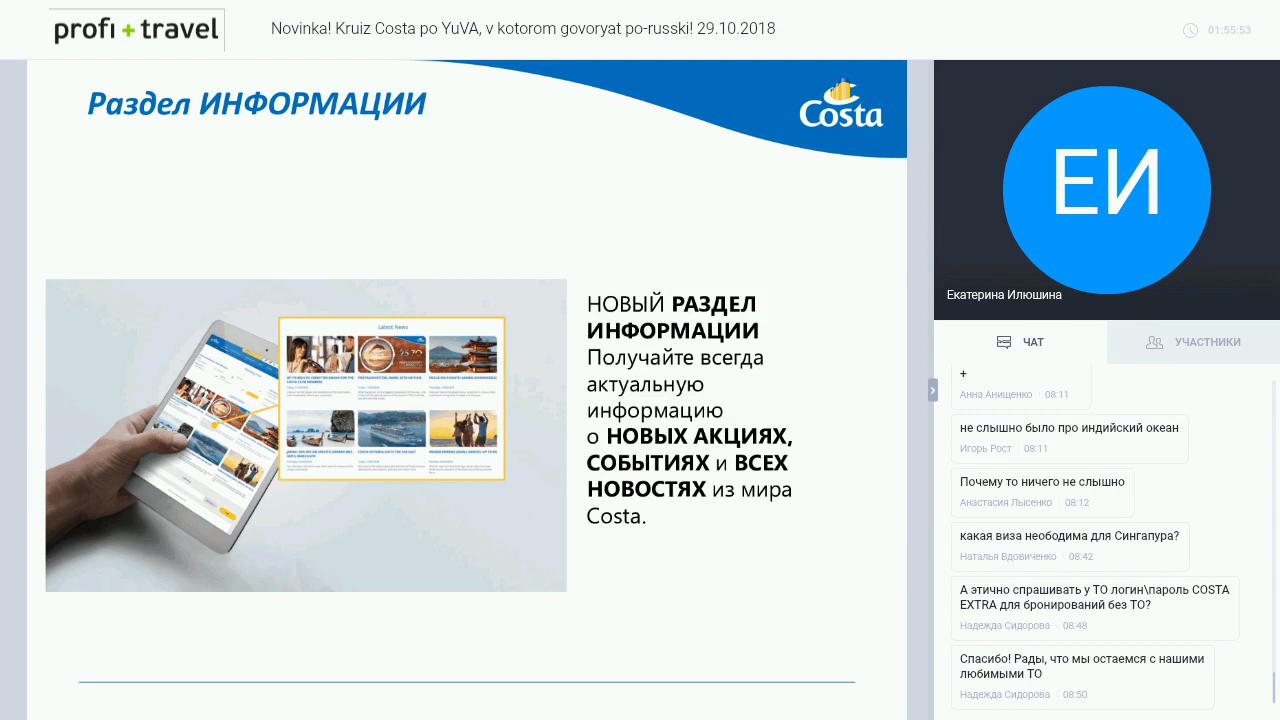 profi + travel
Novinka! Kruiz Costa po YuVA, v kotorom govoryat po-russki! 29.10.2018
01:55:53
Раздел ИНФОРМАЦИИ
Costa
Latest News
НОВЫЙ РАЗДЕЛ
ИНФОРМАЦИИ
Получайте всегда
актуальную
информацию
о НОВЫХ АКЦИЯХ,
СОБЫТИЯХ и ВСЕХ
НОВОСТЯХ из мира
Costa.
ЕИ
Екатерина Илюшина
ЧАТ
УЧАСТНИКИ
+
Анна Анищенко 08:11
не слышно было про индийский океан
Игорь Рост 08:11
Почему то ничего не слышно
Анастасия Лысенко 08:12
какая виза неободима для Сингапура?
Наталья Вдовиченко 08:42
А этично спрашивать у ТО логин\пароль COSTA
EXTRA для бронирований без ТО?
Надежда Сидорова 08:48
Спасибо! Рады, что мы остаемся с нашими
любимыми ТО
Надежда Сидорова 08:50